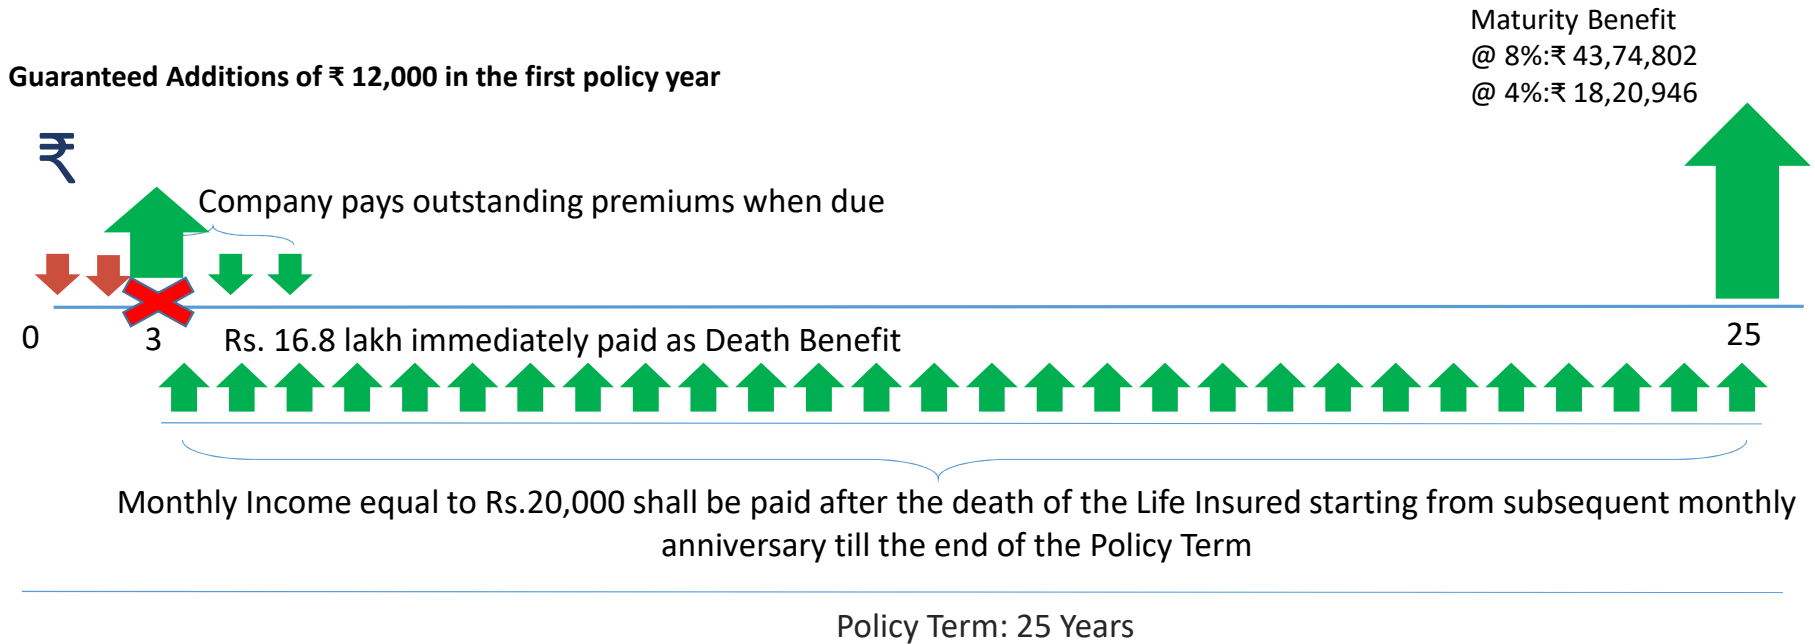 Maturity Benefit
@ 8%:₹ 43,74,802
@ 4%:₹ 18,20,946
Guaranteed Additions of ₹ 12,000 in the first policy year
₹
Company pays outstanding premiums when due
0
3
Rs. 16.8 lakh immediately paid as Death Benefit
25
Monthly Income equal to Rs.20,000 shall be paid after the death of the Life Insured starting from subsequent monthly
anniversary till the end of the Policy Term
Policy Term: 25 Years